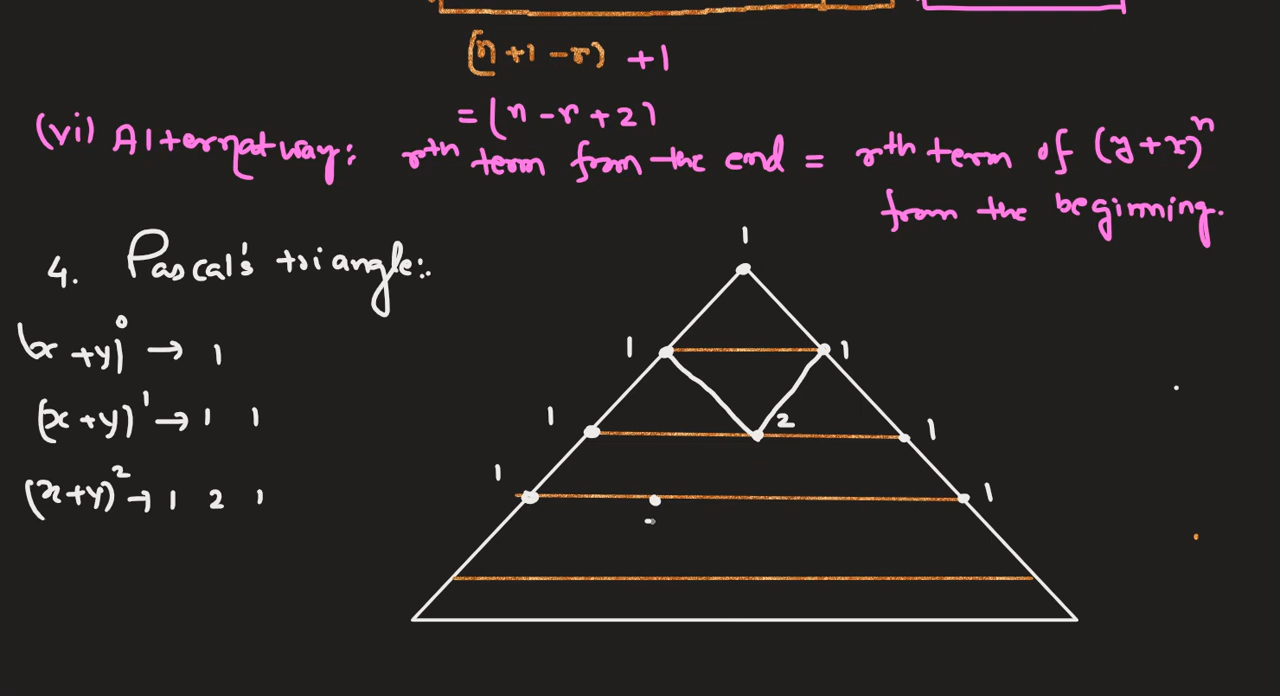 (n+1-r) +1
=(n-r+2)
(vi) Alternatway: rth term from the end = rth term of (y+x)^n
from the beginning.
4. Pascal's triangle:.
(x+y)^0 → 1
(x+y)^1 → 1 1
(x+y)^2 → 1 2 1
1
1 1
1 2 1
1 1